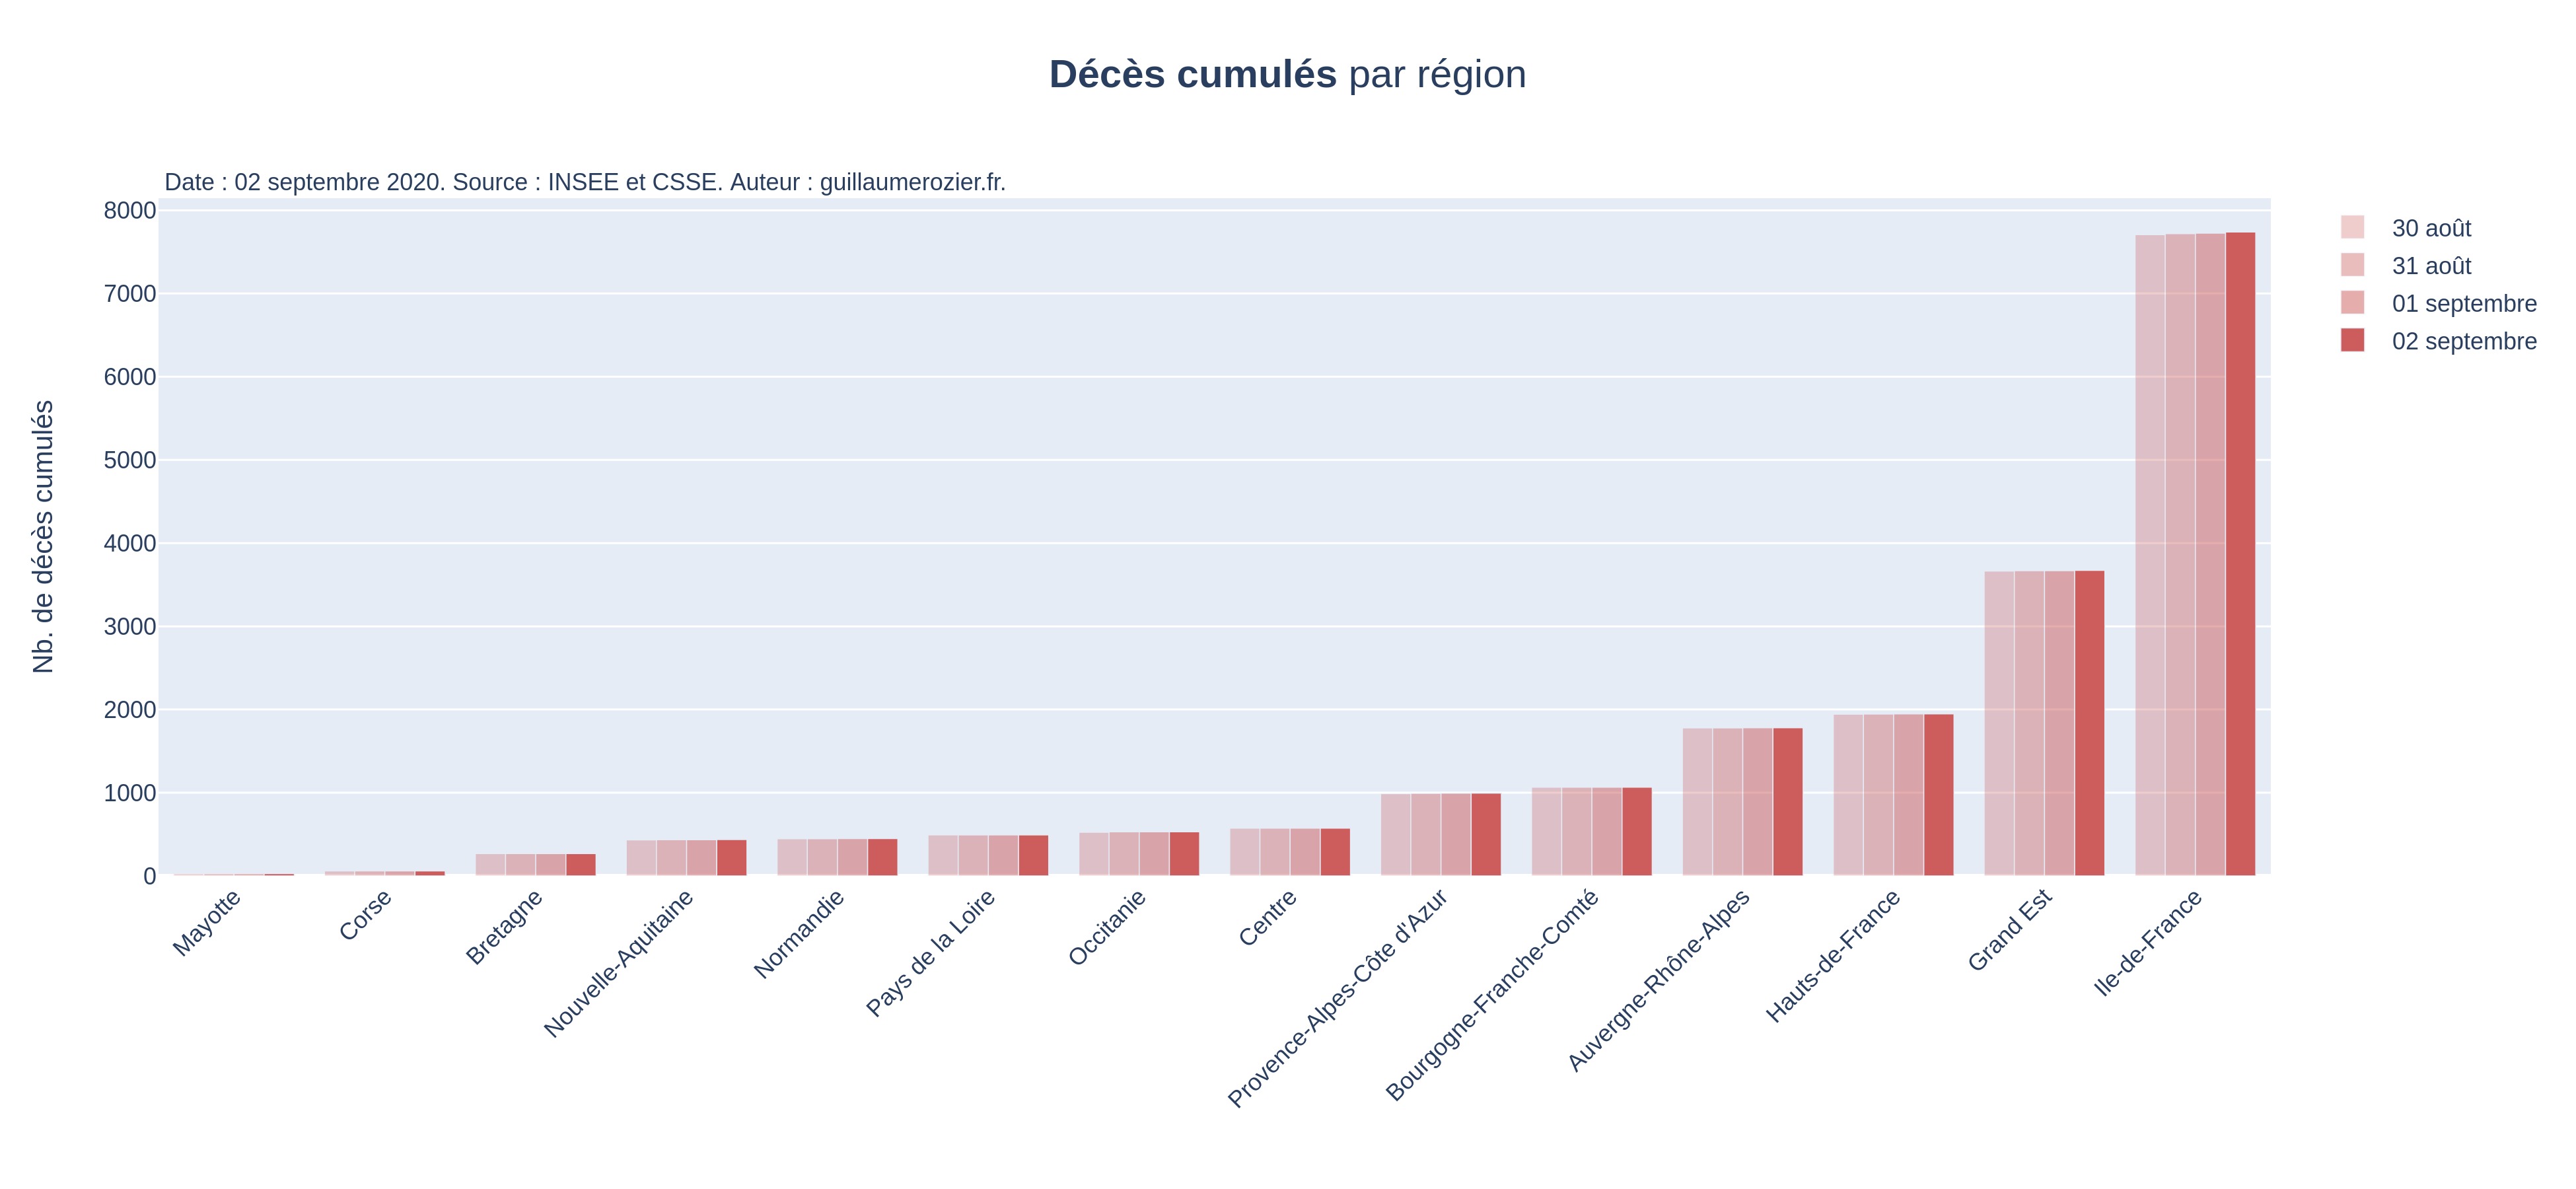 Décès cumulés par région
Date : 02 septembre 2020. Source : INSEE et CSSE. Auteur : guillaumerozier.fr.
Nb. de décès cumulés
8000
7000
6000
5000
4000
3000
2000
1000
0
Mayotte
Corse
Bretagne
Nouvelle-Aquitaine
Normandie
Pays de la Loire
Occitanie
Centre
Provence-Alpes-Côte d'Azur
Bourgogne-Franche-Comté
Auvergne-Rhône-Alpes
Hauts-de-France
Grand Est
Ile-de-France
30 août
31 août
01 septembre
02 septembre